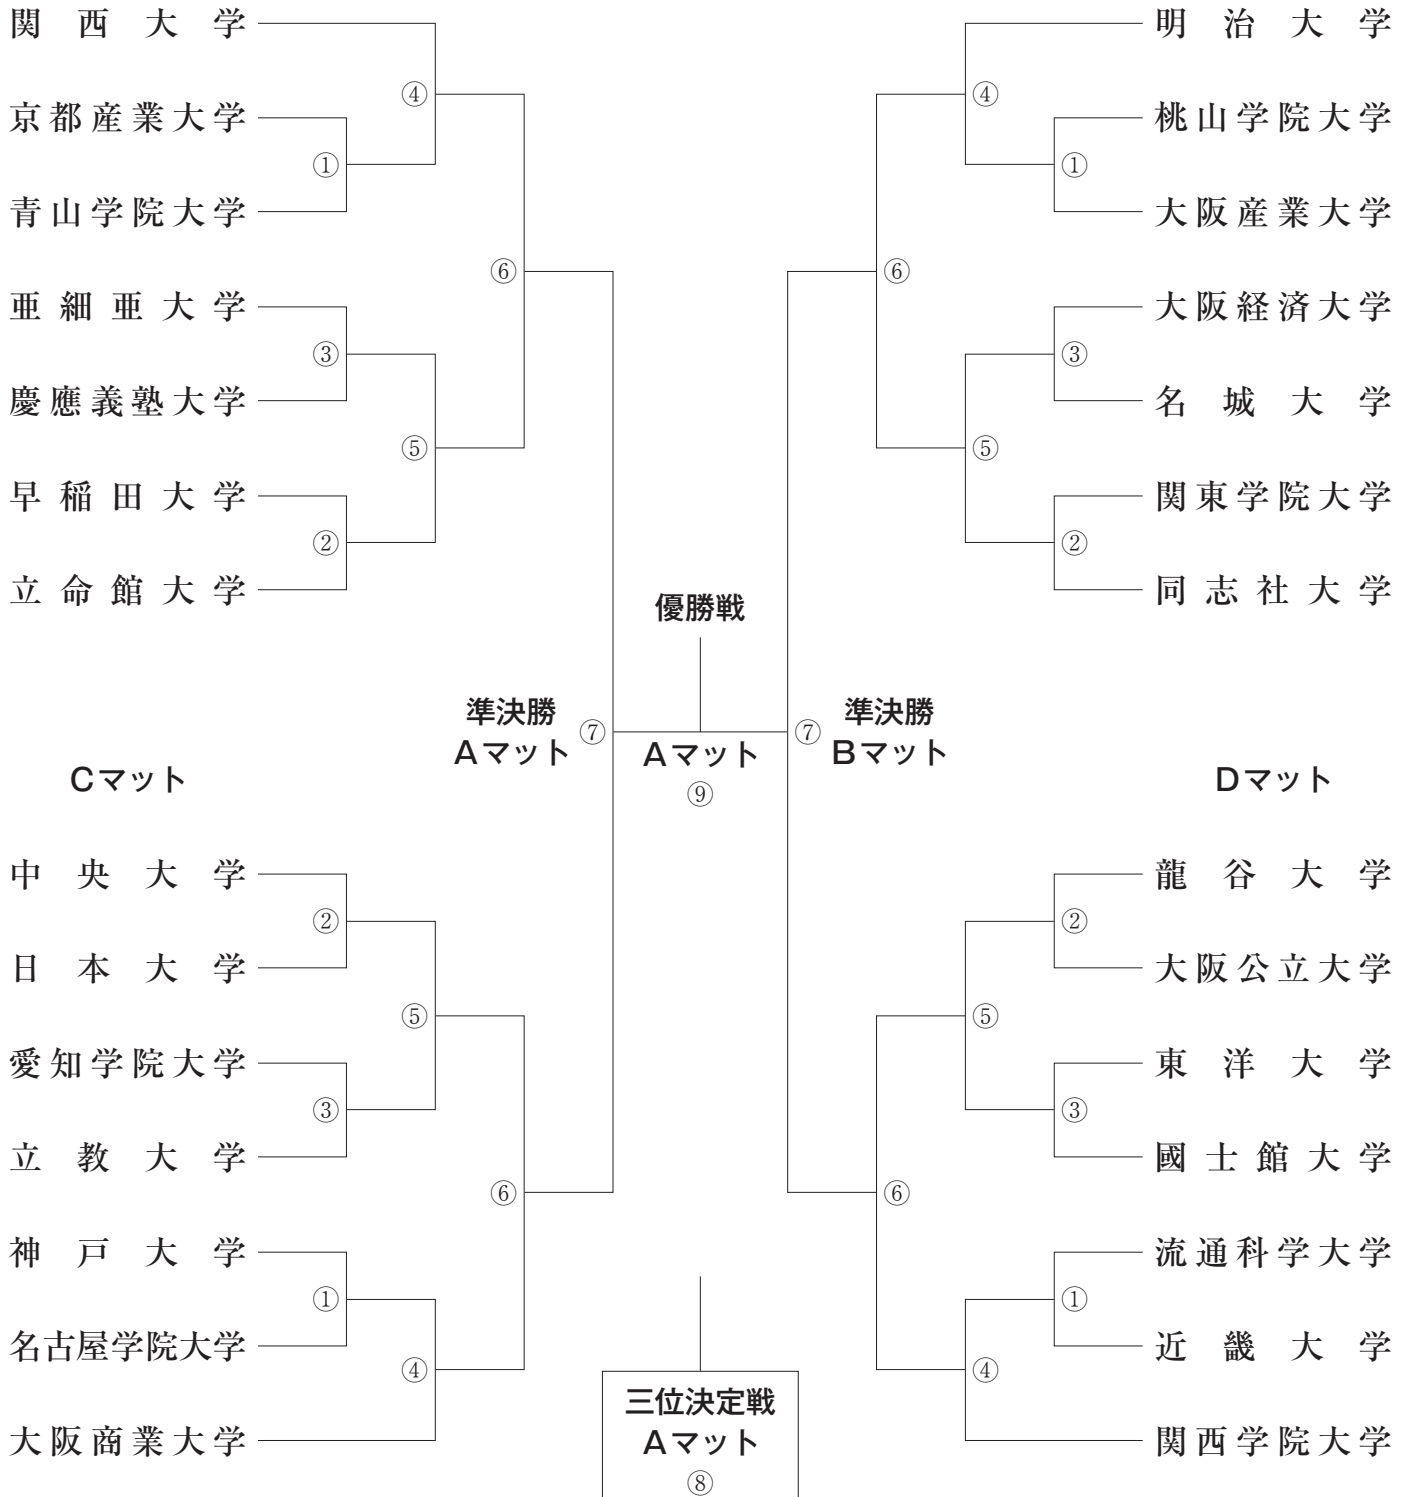 関西大学
④
京都産業大学
①
青山学院大学
⑥
亜細亜大学
③
慶應義塾大学
⑤
早稲田大学
②
立命館大学
明治大学
④
桃山学院大学
①
大阪産業大学
⑥
大阪経済大学
③
名城大学
⑤
関東学院大学
②
同志社大学
優勝戦
準決勝
Aマット
⑦
Aマット
⑨
⑦
準決勝
Bマット
Cマット
Dマット
中央大学
②
日本大学
⑤
愛知学院大学
③
立教大学
⑥
神戸大学
①
名古屋学院大学
④
大阪商業大学
龍谷大学
②
大阪公立大学
⑤
東洋大学
③
國士館大学
⑥
流通科学大学
①
近畿大学
④
関西学院大学
三位決定戦
Aマット
⑧